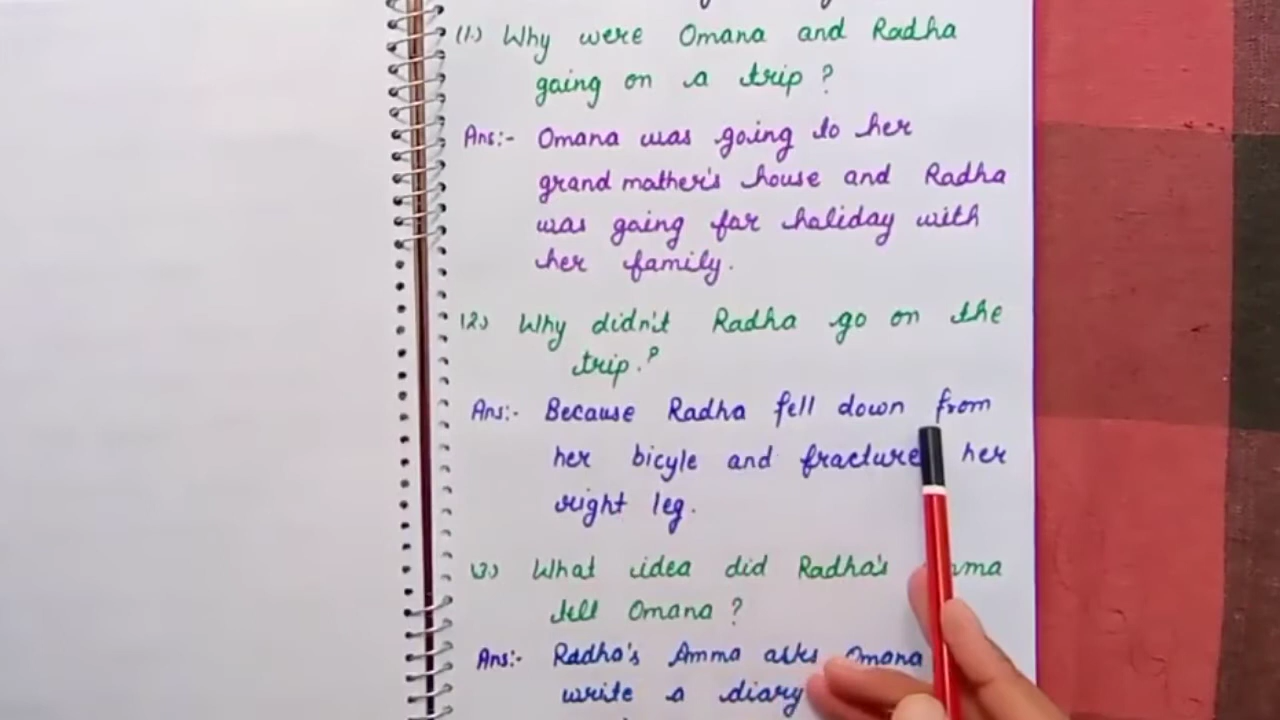 (1.) Why were Omana and Radha
going on a trip ?
Ans:- Omana was going to her
grand mother's house and Radha
was going for holiday with
her family.
(2.) Why didn't Radha go on the
trip.?
Ans:- Because Radha fell down from
her bicyle and fracture her
right leg.
(3.) What idea did Radha's
tell Omana ?
Ans:- Radha's Amma asks Omana
write a diary